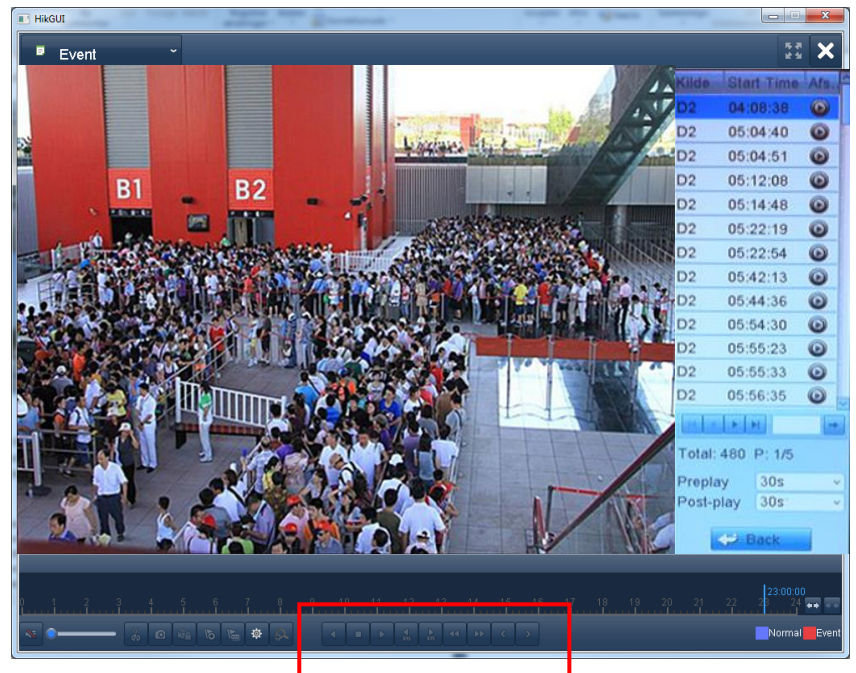 HikGUI
Event
B1
B2
Kilde Start Time Afs..
D2 04:08:38
D2 05:04:40
D2 05:04:51
D2 05:12:08
D2 05:14:48
D2 05:22:19
D2 05:22:54
D2 05:42:13
D2 05:44:36
D2 05:54:30
D2 05:55:23
D2 05:55:33
D2 05:56:35
Total: 480 P: 1/5
Preplay 30s
Post-play 30s
Back
23:00:00
0 1 2 3 4 5 6 7 8 9 10 11 12 13 14 15 16 17 18 19 20 21 22 23 24
Normal Event